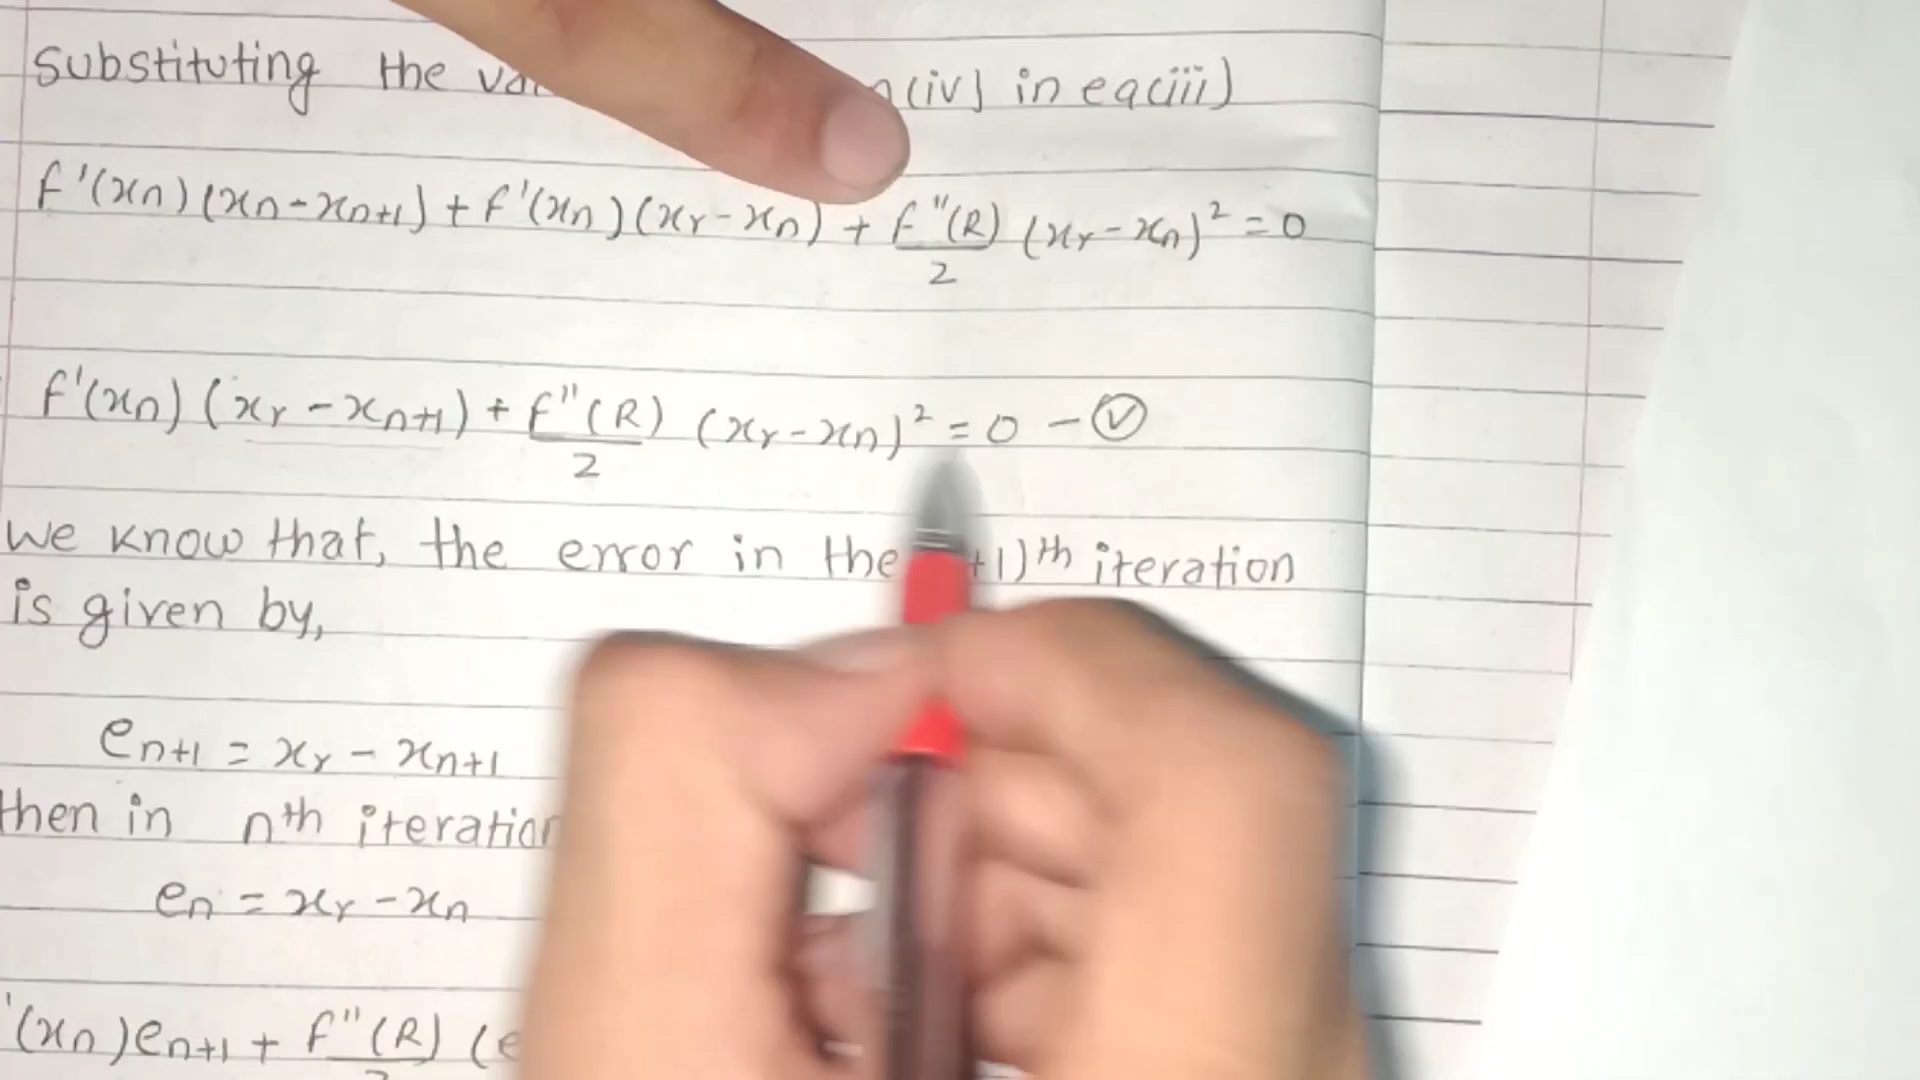 Substituting the (iv) in eq(iii)
f'(xn)(xn-xn+1) + f'(xn)(xr-xn) + f"(R)/2 (xr-xn)² = 0
f'(xn) (xr-xn+1) + f"(R)/2 (xr-xn)² = 0 - Ⓥ
we know that, the error in the +1)th iteration
is given by,
en+1 = xr - xn+1
then in nth iteration
en = xr - xn
'(xn)en+1 + f"(R) (e